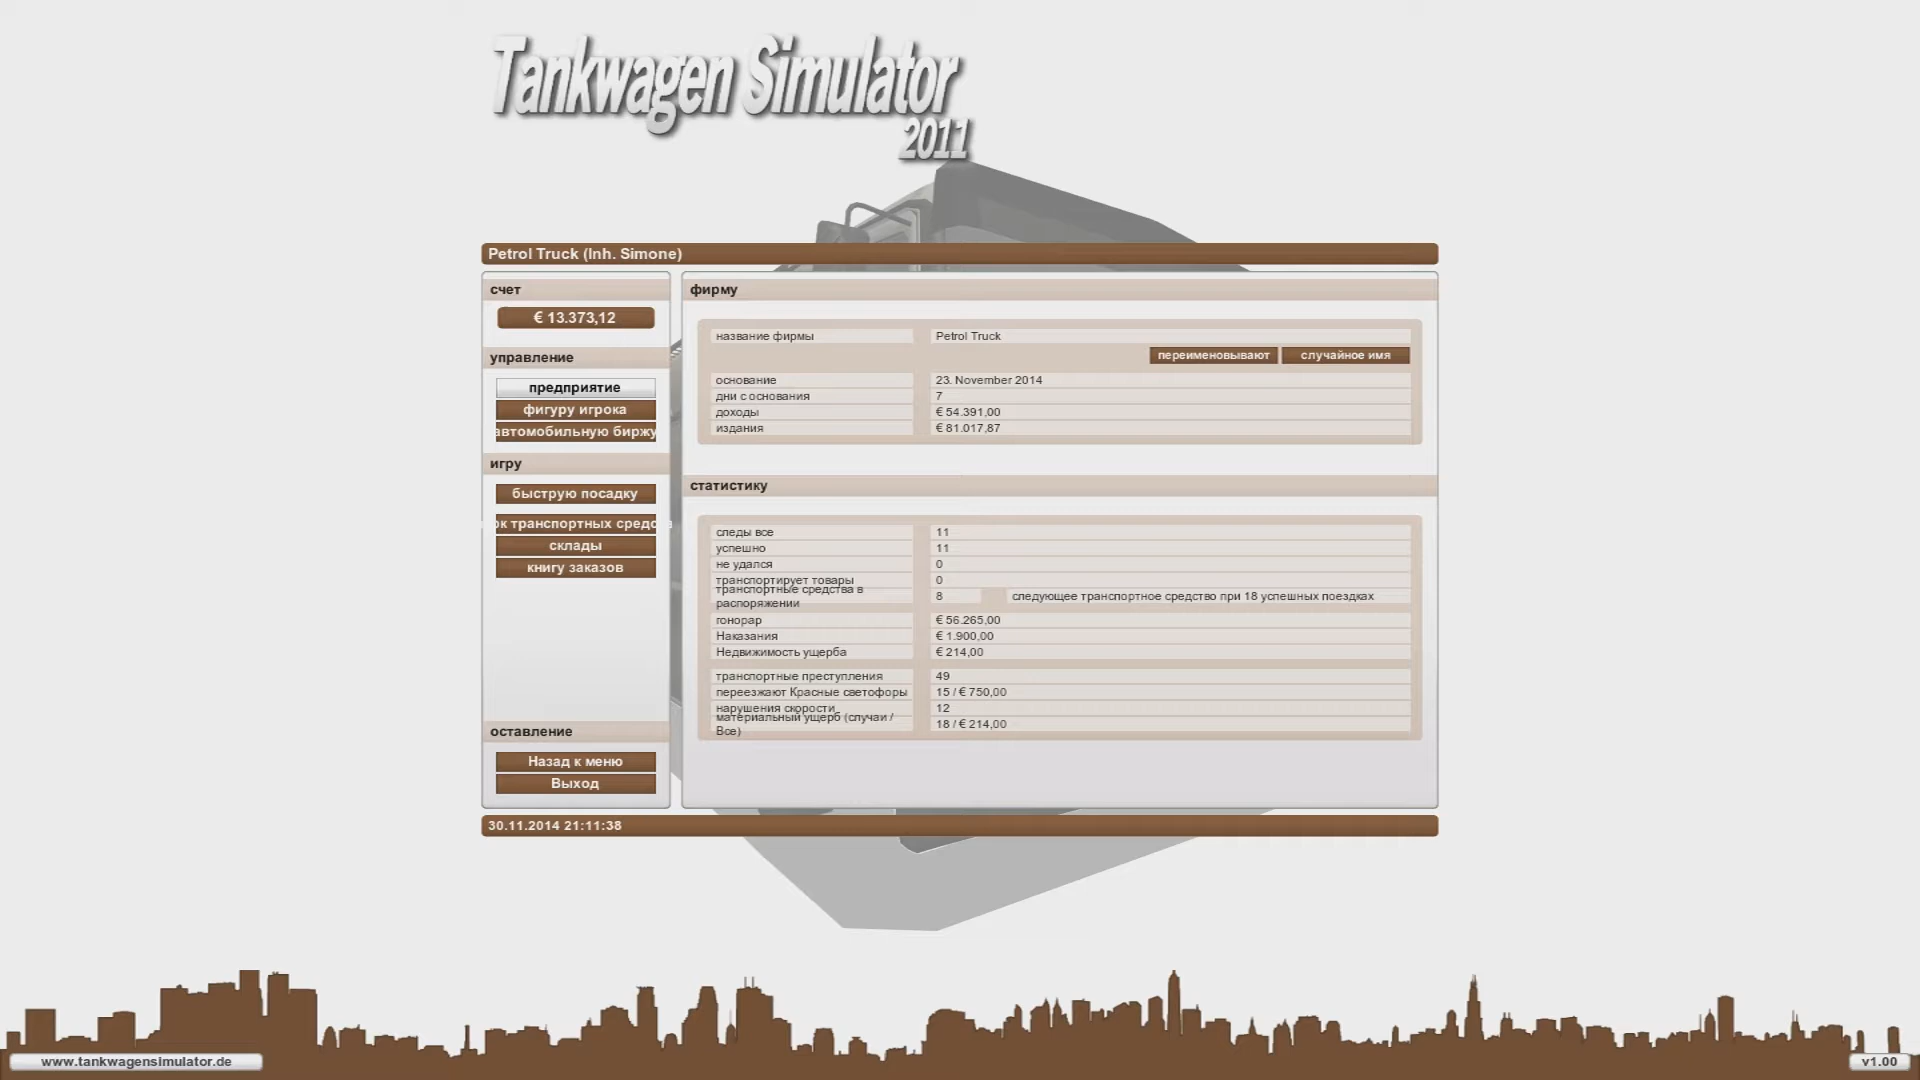 Tankwagen Simulator
2011
Petrol Truck (Inh. Simone)
счет
€ 13.373,12
управление
предприятие
фигуру игрока
автомобильную биржу
игру
быструю посадку
ок транспортных средств
склады
книгу заказов
оставление
Назад к меню
Выход
фирму
название фирмы Petrol Truck
переименовывают случайное имя
основание 23. November 2014
дни с основания 7
доходы € 54.391,00
издания € 81.017,87
статистику
следы все 11
успешно 11
не удался 0
транспортирует товары 0
транспортные средства в распоряжении 8 следующее транспортное средство при 18 успешных поездках
гонорар € 56.265,00
Наказания € 1.900,00
Недвижимость ущерба € 214,00
транспортные преступления 49
переезжают Красные светофоры 15 / € 750,00
нарушения скорости 12
материальный ущерб (случаи / Все) 18 / € 214,00
30.11.2014 21:11:38
www.tankwagensimulator.de
v1.00